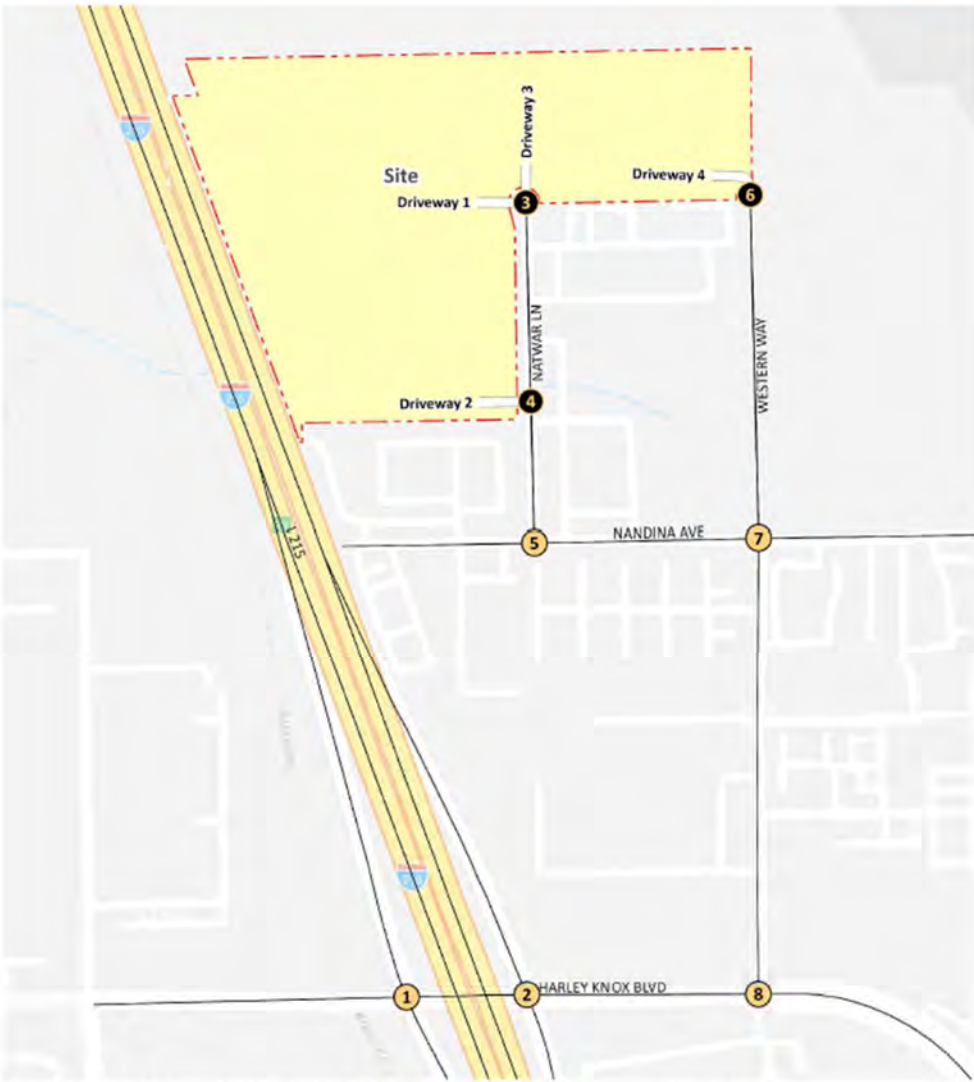 Driveway 3
Site
Driveway 4
Driveway 1
3
6
NATWAR LN
WESTERN WAY
Driveway 2
4
I 215
5
NANDINA AVE
7
1
2
HARLEY KNOX BLVD
8